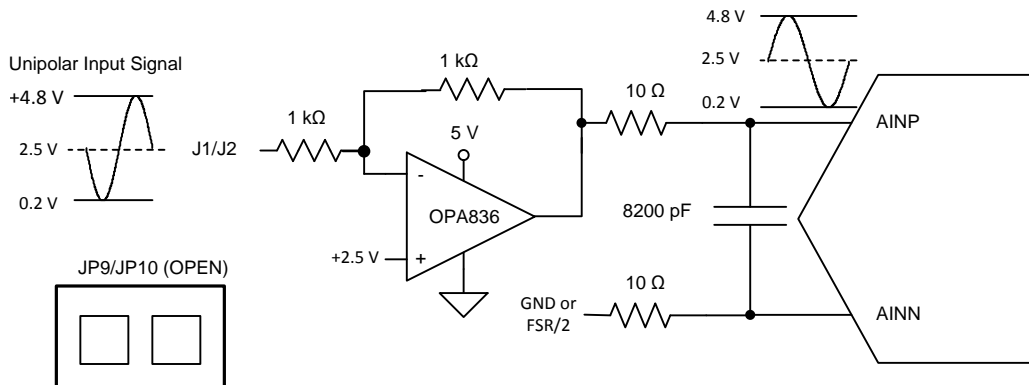 Unipolar Input Signal
+4.8 V
2.5 V
0.2 V
J1/J2
1 kΩ
1 kΩ
5 V
-
OPA836
+
+2.5 V
10 Ω
4.8 V
2.5 V
0.2 V
AINP
8200 pF
10 Ω
GND or
FSR/2
AINN
JP9/JP10 (OPEN)